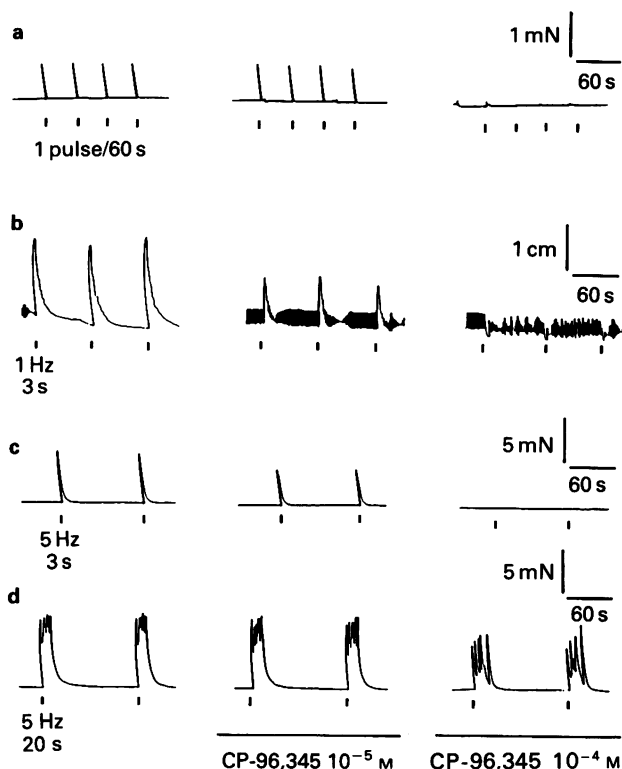 a
1 mN
60 s
1 pulse/60 s
b
1 cm
60 s
1 Hz
3 s
c
5 mN
60 s
5 Hz
3 s
d
5 mN
60 s
5 Hz
20 s
CP-96,345 10⁻⁵ M
CP-96,345 10⁻⁴ M